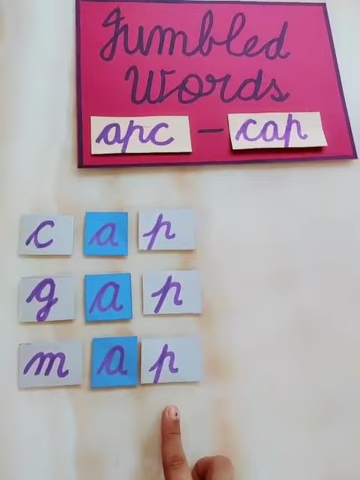 Jumbled
Words
apc – cap
c a p
g a p
m a p